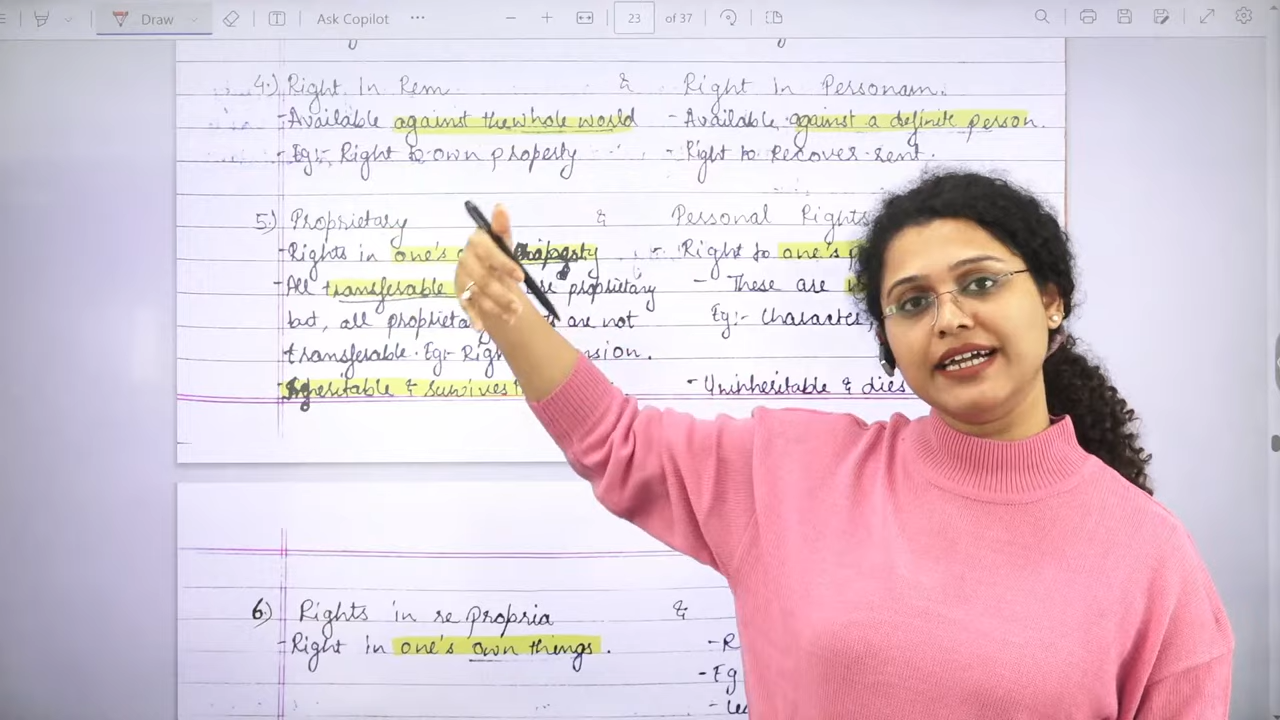 Draw
Ask Copilot
23 of 37
4.) Right In Rem & Right In Personam.
- Available against the whole world - Available against a definite person.
- Eg:- Right to own property - Right to Recover rent.
5.) Proprietary & Personal Rights
- Rights in one's - Right to one's
- All transferable proprietary - These are
but, all are not Eg:- Character
transferable. Eg:-
Inheritable & survives - Uninheritable & dies
6.) Rights in re Propria &
- Right in one's own things.
- Eg